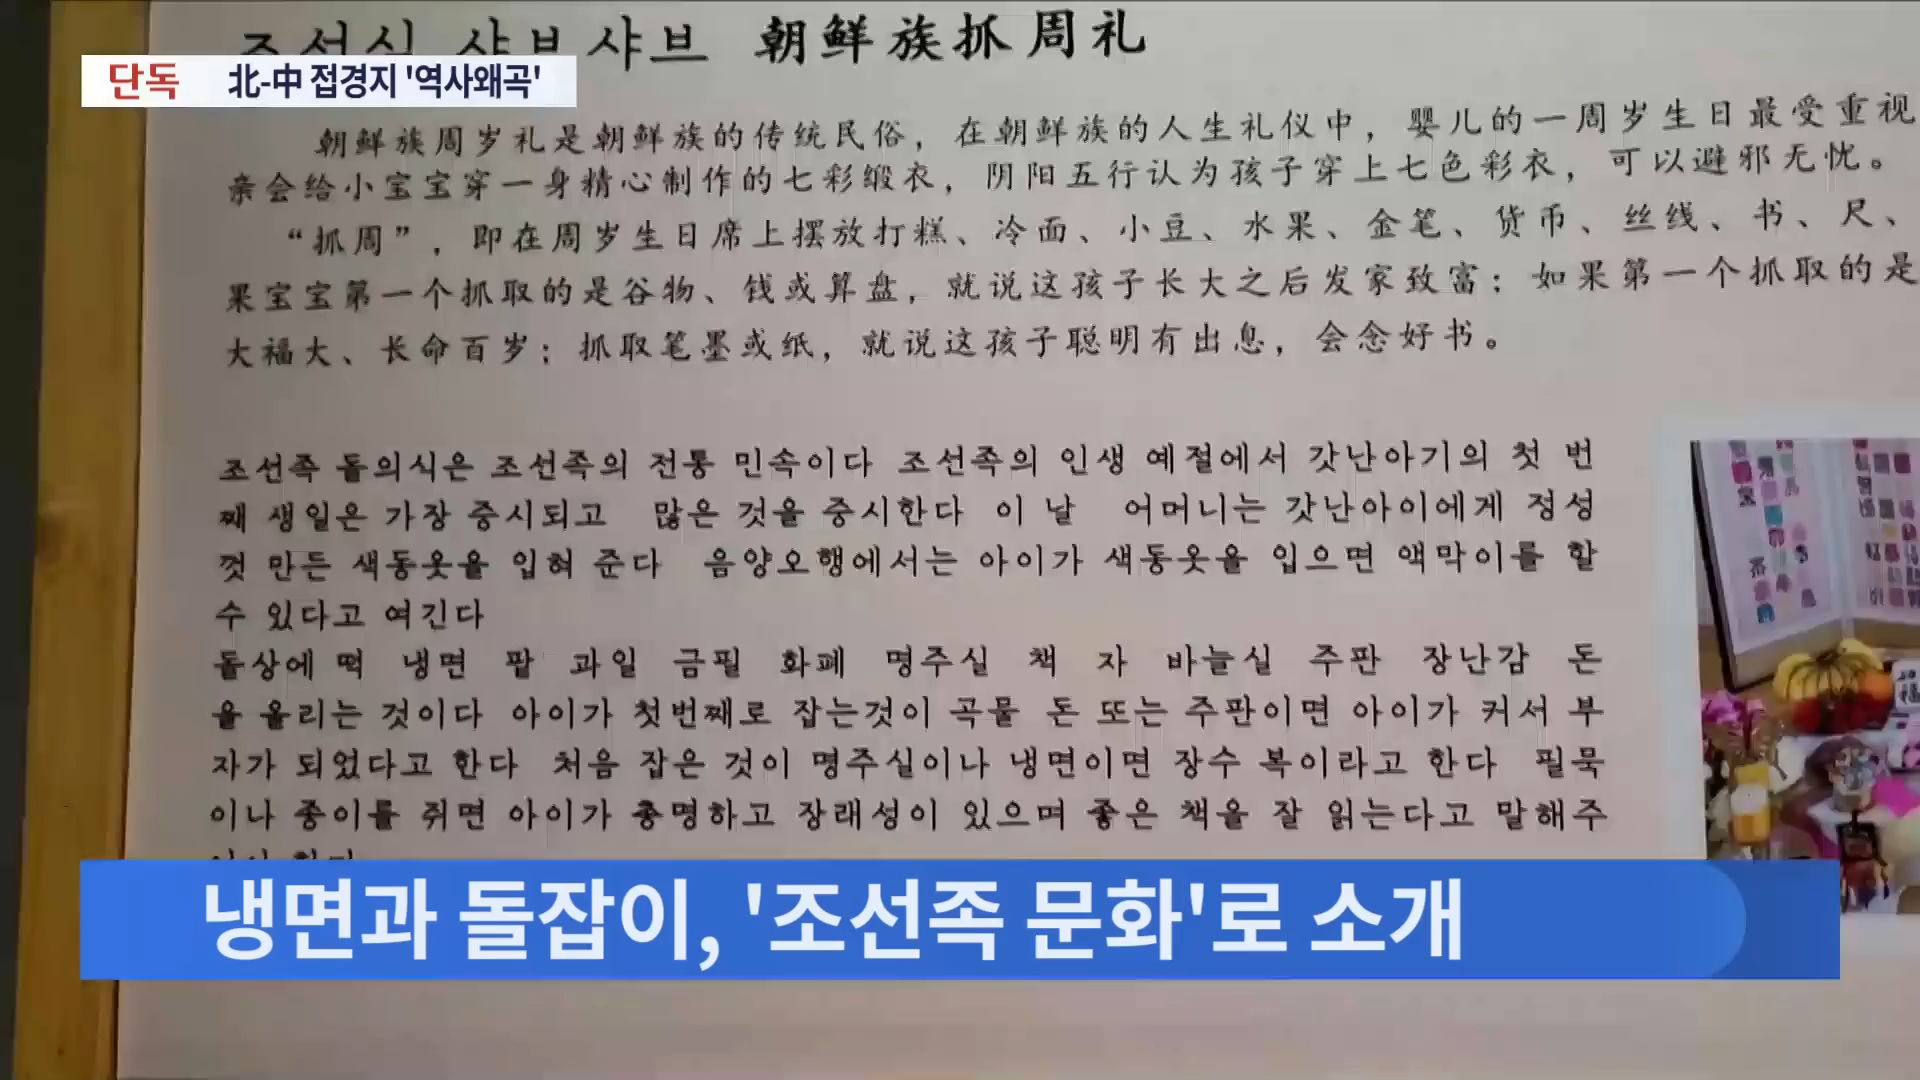 조선식 샤브샤브 朝鲜族抓周礼
단독 北-中 접경지 '역사왜곡'
朝鲜族周岁礼是朝鲜族的传统民俗，在朝鲜族的人生礼仪中，婴儿的一周岁生日最受重视
亲会给小宝宝穿一身精心制作的七彩缎衣，阴阳五行认为孩子穿上七色彩衣，可以避邪无忧。
“抓周”，即在周岁生日席上摆放打糕、冷面、小豆、水果、金笔、货币、丝线、书、尺、
果宝宝第一个抓取的是谷物、钱或算盘，就说这孩子长大之后发家致富；如果第一个抓取的是
大福大、长命百岁；抓取笔墨或纸，就说这孩子聪明有出息，会念好书。
조선족 돌의식은 조선족의 전통 민속이다 조선족의 인생 예절에서 갓난아기의 첫 번
째 생일은 가장 중시되고 많은 것을 중시한다 이 날 어머니는 갓난아이에게 정성
껏 만든 색동옷을 입혀 준다 음양오행에서는 아이가 색동옷을 입으면 액막이를 할
수 있다고 여긴다
돌상에 떡 냉면 팥 과일 금필 화폐 명주실 책 자 바늘실 주판 장난감 돈
을 올리는 것이다 아이가 첫번째로 잡는것이 곡물 돈 또는 주판이면 아이가 커서 부
자가 되었다고 한다 처음 잡은 것이 명주실이나 냉면이면 장수 복이라고 한다 필묵
이나 종이를 쥐면 아이가 총명하고 장래성이 있으며 좋은 책을 잘 읽는다고 말해주
냉면과 돌잡이, '조선족 문화'로 소개